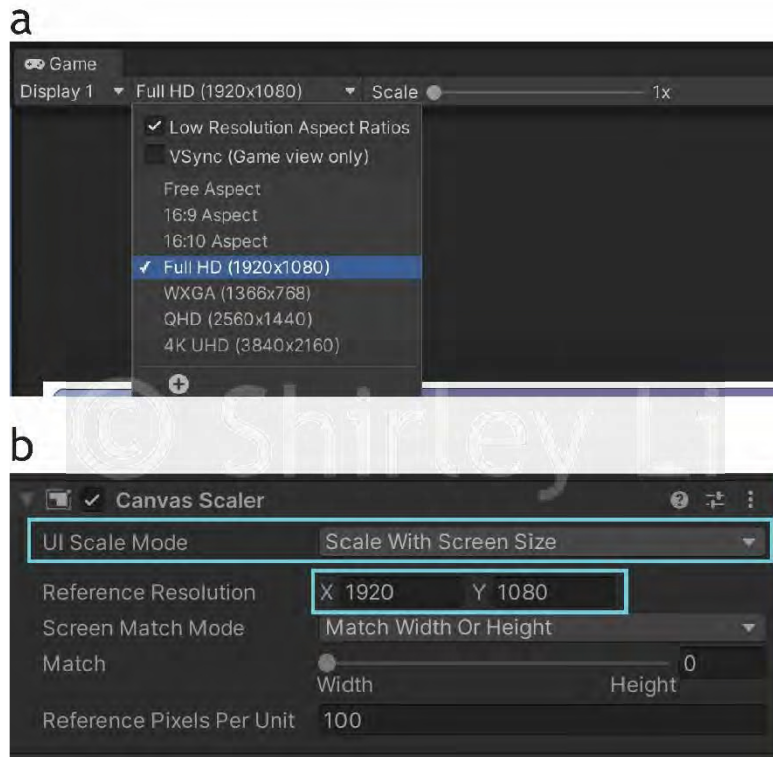 a
Game
Display 1 Full HD (1920x1080) Scale 1x
Low Resolution Aspect Ratios
VSync (Game view only)
Free Aspect
16:9 Aspect
16:10 Aspect
Full HD (1920x1080)
WXGA (1366x768)
QHD (2560x1440)
4K UHD (3840x2160)
© Shirley Li
b
Canvas Scaler
UI Scale Mode Scale With Screen Size
Reference Resolution X 1920 Y 1080
Screen Match Mode Match Width Or Height
Match 0
Width Height
Reference Pixels Per Unit 100